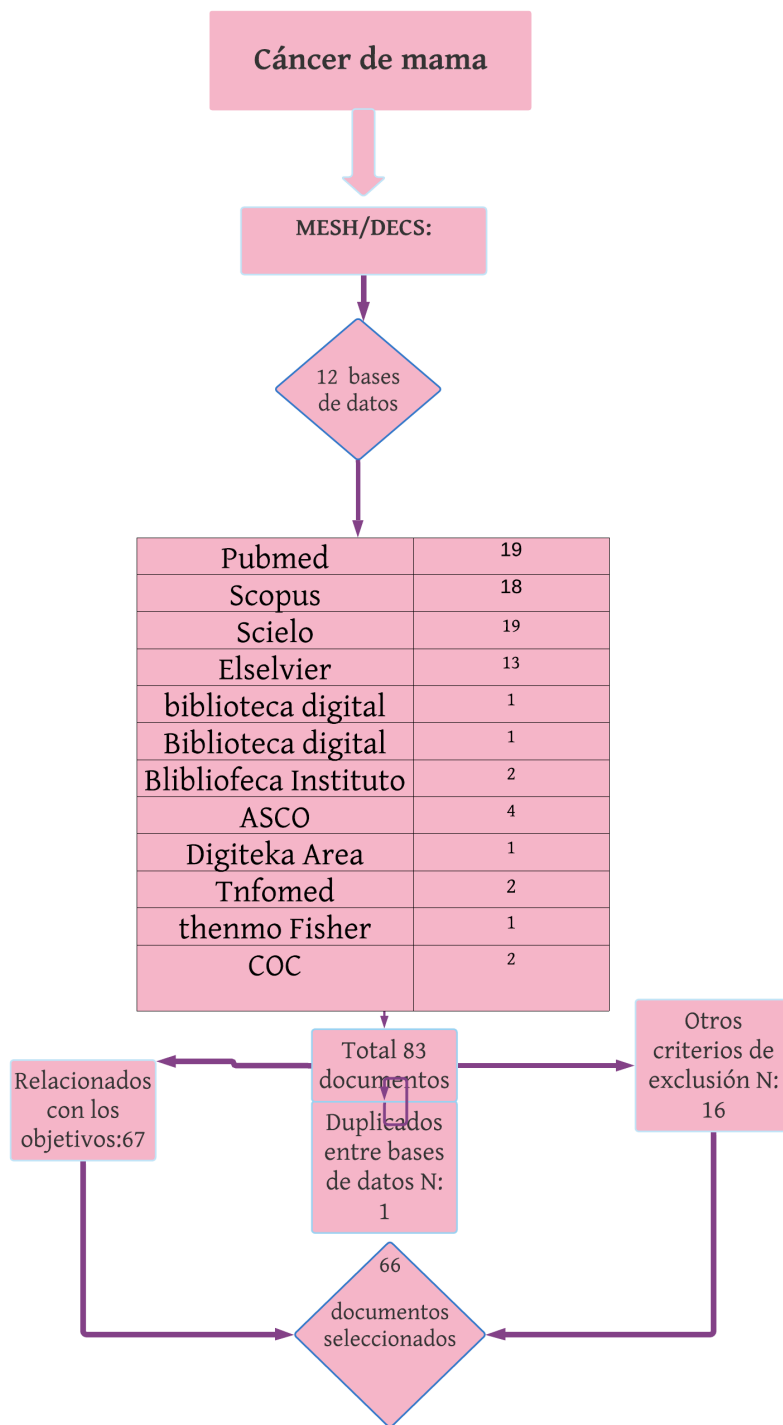 Cáncer de mama
MESH/DECS:
12 bases
de datos
Pubmed 19
Scopus 18
Scielo 19
Elselvier 13
biblioteca digital 1
Biblioteca digital 1
Blibliofeca Instituto 2
ASCO 4
Digiteka Area 1
Tnfomed 2
thenmo Fisher 1
COC 2
Total 83
documentos
Relacionados
con los
objetivos:67
Duplicados
entre bases
de datos N:
1
Otros
criterios de
exclusión N:
16
66
documentos
seleccionados